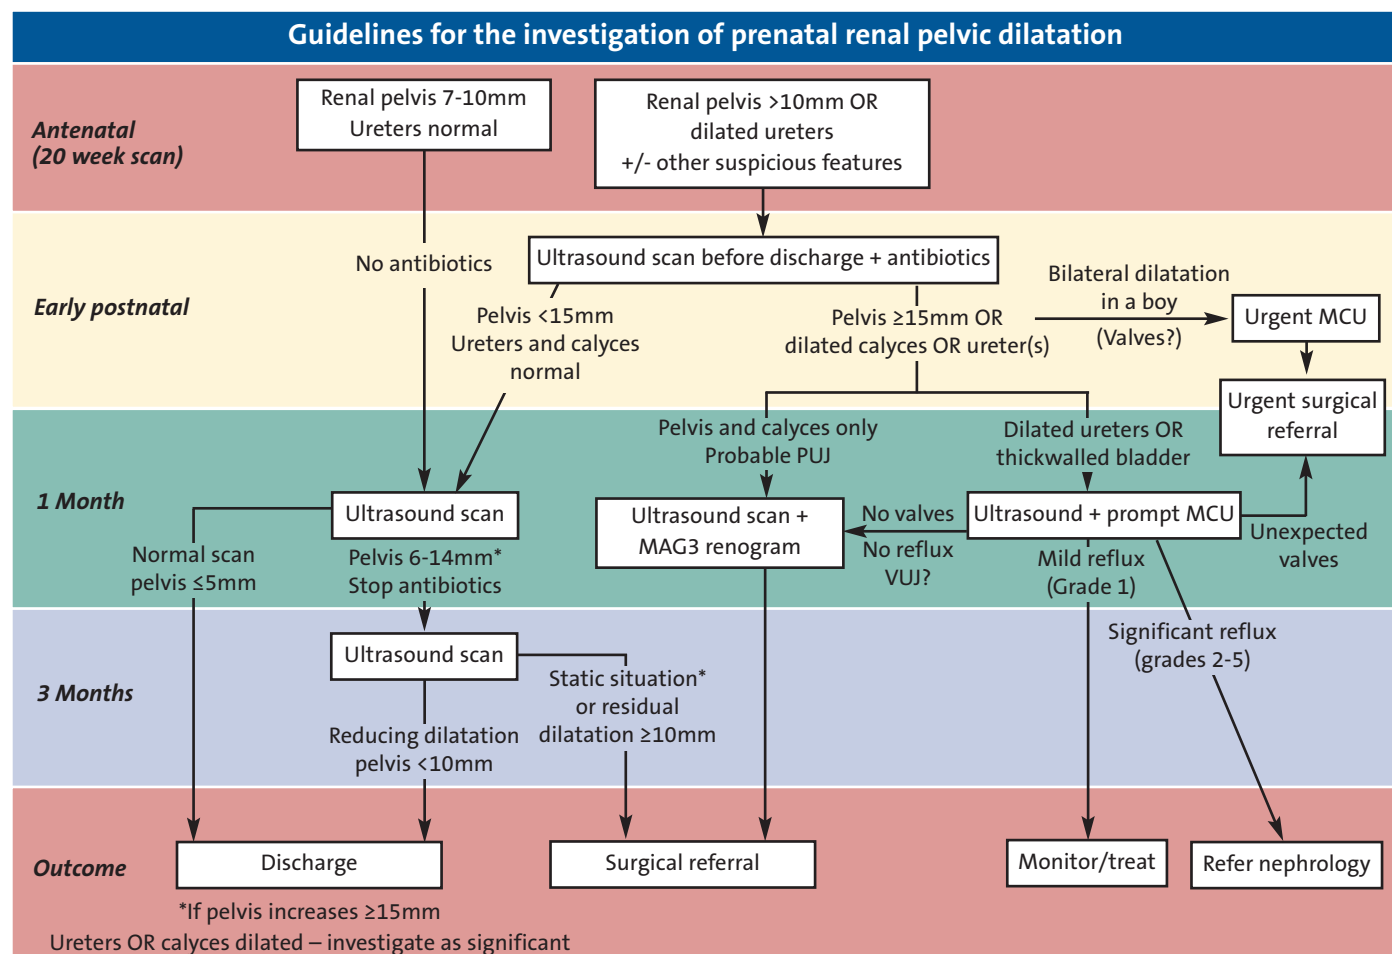 Guidelines for the investigation of prenatal renal pelvic dilatation
Antenatal
(20 week scan)
Renal pelvis 7-10mm
Ureters normal
Renal pelvis >10mm OR
dilated ureters
+/- other suspicious features
Early postnatal
No antibiotics
Ultrasound scan before discharge + antibiotics
Pelvis <15mm
Ureters and calyces
normal
Pelvis ≥15mm OR
dilated calyces OR ureter(s)
Bilateral dilatation
in a boy
(Valves?)
Urgent MCU
Urgent surgical
referral
1 Month
Pelvis and calyces only
Probable PUJ
Dilated ureters OR
thickwalled bladder
Ultrasound scan
Ultrasound scan +
MAG3 renogram
No valves
No reflux
VUJ?
Ultrasound + prompt MCU
Unexpected
valves
Normal scan
pelvis ≤5mm
Pelvis 6-14mm*
Stop antibiotics
Mild reflux
(Grade 1)
3 Months
Ultrasound scan
Static situation*
or residual
dilatation ≥10mm
Significant reflux
(grades 2-5)
Reducing dilatation
pelvis <10mm
Outcome
Discharge
Surgical referral
Monitor/treat
Refer nephrology
*If pelvis increases ≥15mm
Ureters OR calyces dilated – investigate as significant